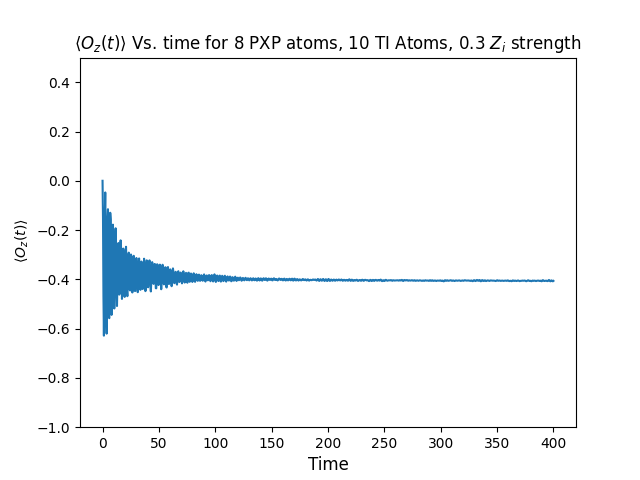 ⟨O_z(t)⟩ Vs. time for 8 PXP atoms, 10 TI Atoms, 0.3 Z_i strength
0.4
0.2
0.0
−0.2
−0.4
−0.6
−0.8
−1.0
⟨O_z(t)⟩
0 50 100 150 200 250 300 350 400
Time